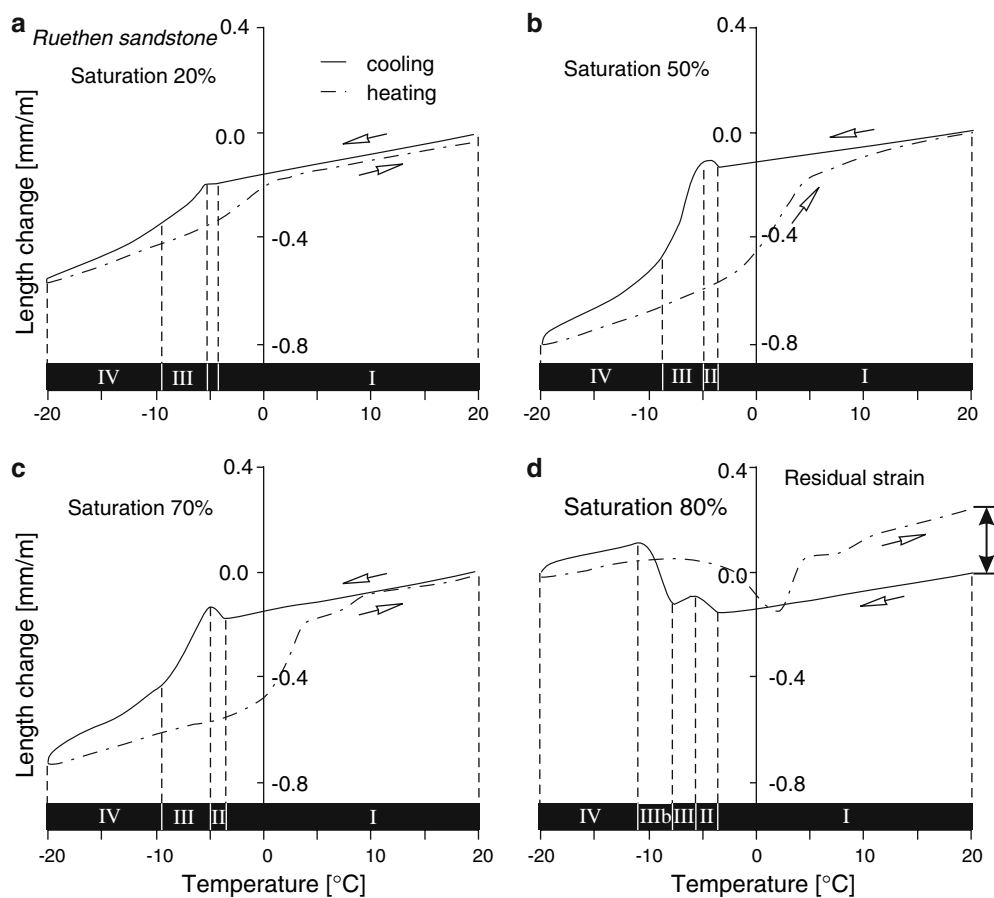 a
Ruethen sandstone
Saturation 20%
cooling
heating
Length change [mm/m]
0.4
0.0
-0.4
-0.8
IV III I
-20 -10 0 10 20
b
Saturation 50%
0.4
0.0
-0.4
-0.8
IV III II I
-20 -10 0 10 20
c
Saturation 70%
Length change [mm/m]
0.4
0.0
-0.4
-0.8
IV III II I
-20 -10 0 10 20
Temperature [°C]
d
Saturation 80%
Residual strain
0.4
0.0
-0.4
-0.8
IV IIIb III II I
-20 -10 0 10 20
Temperature [°C]